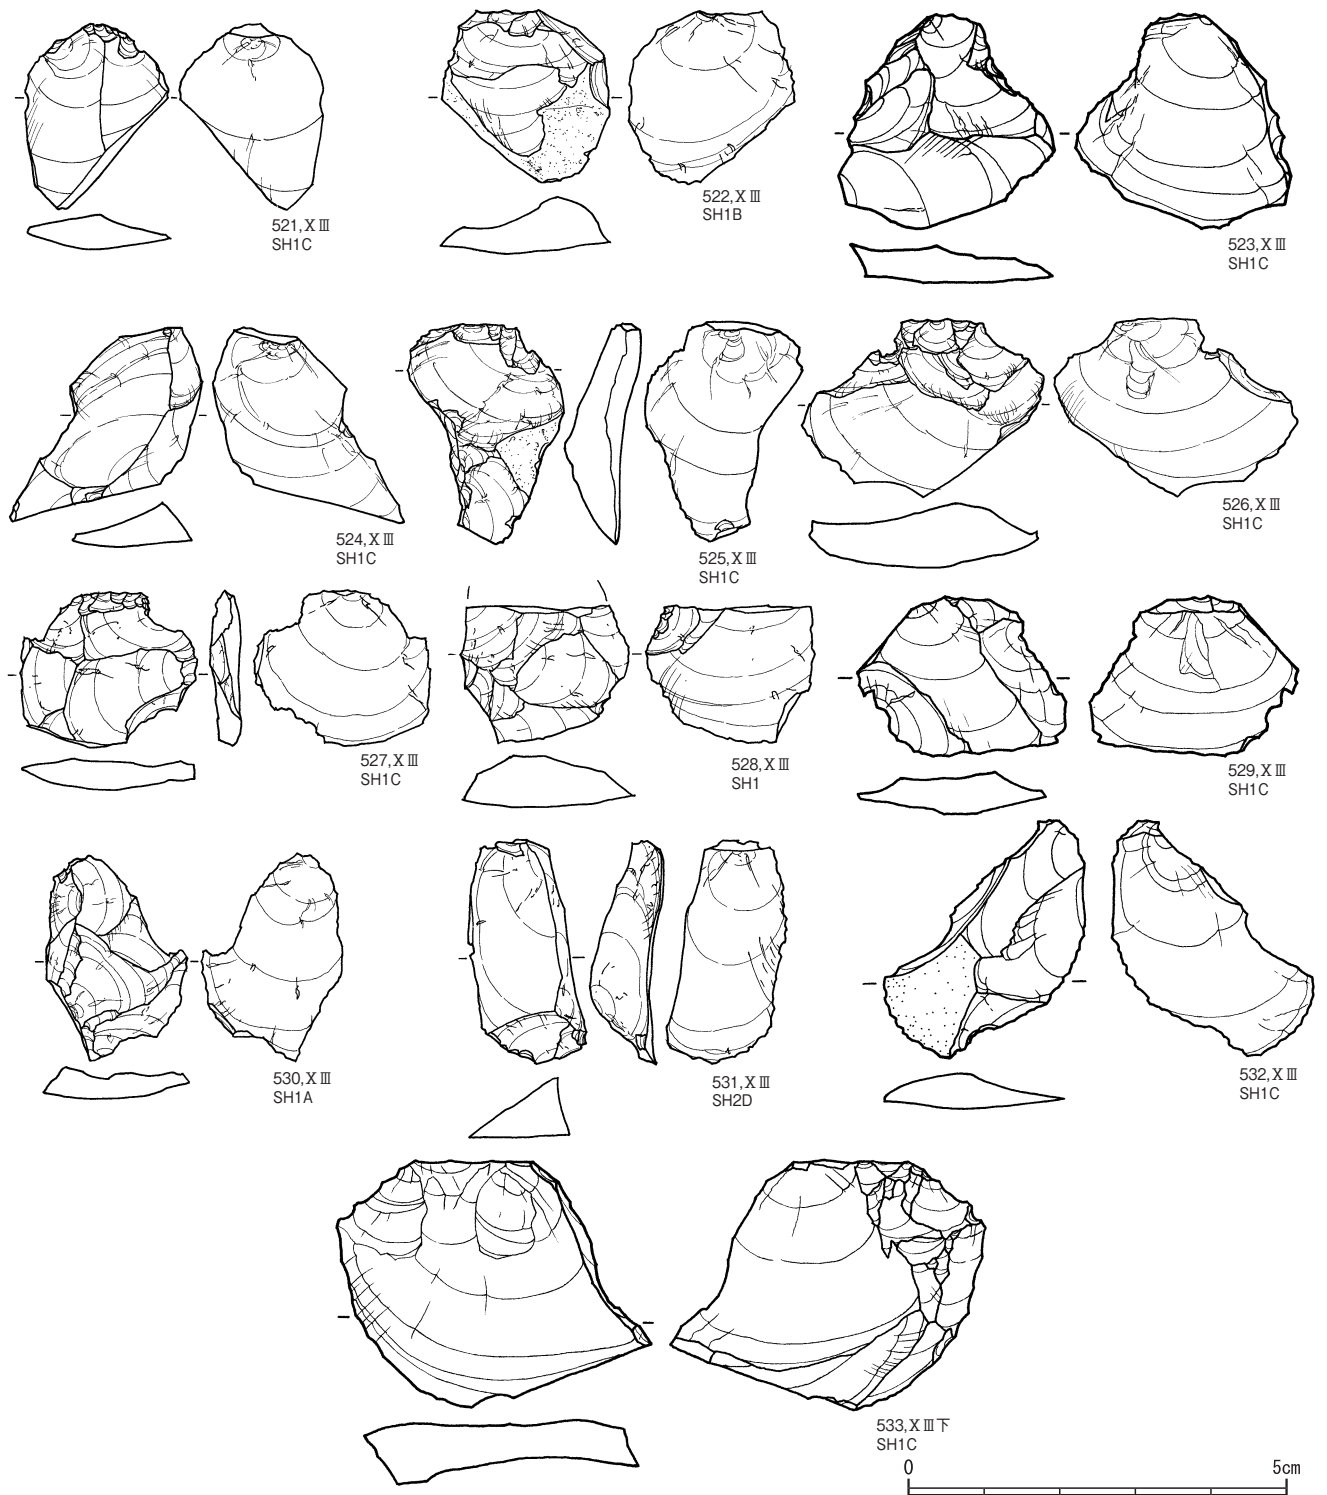 521,XⅢ
SH1C
522,XⅢ
SH1B
523,XⅢ
SH1C
524,XⅢ
SH1C
525,XⅢ
SH1C
526,XⅢ
SH1C
527,XⅢ
SH1C
528,XⅢ
SH1
529,XⅢ
SH1C
530,XⅢ
SH1A
531,XⅢ
SH2D
532,XⅢ
SH1C
533,XⅢ下
SH1C
0 5cm